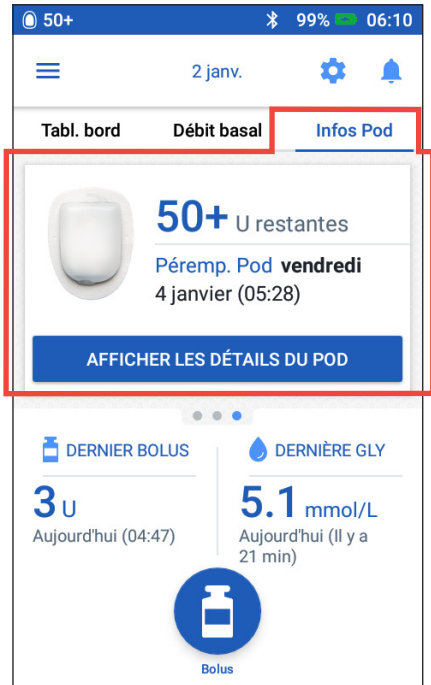 50+ 99% 06:10
2 janv.
Tabl. bord Débit basal Infos Pod
50+ U restantes
Péremp. Pod vendredi
4 janvier (05:28)
AFFICHER LES DÉTAILS DU POD
DERNIER BOLUS DERNIÈRE GLY
3 U 5.1 mmol/L
Aujourd'hui (04:47) Aujourd'hui (Il y a
21 min)
Bolus